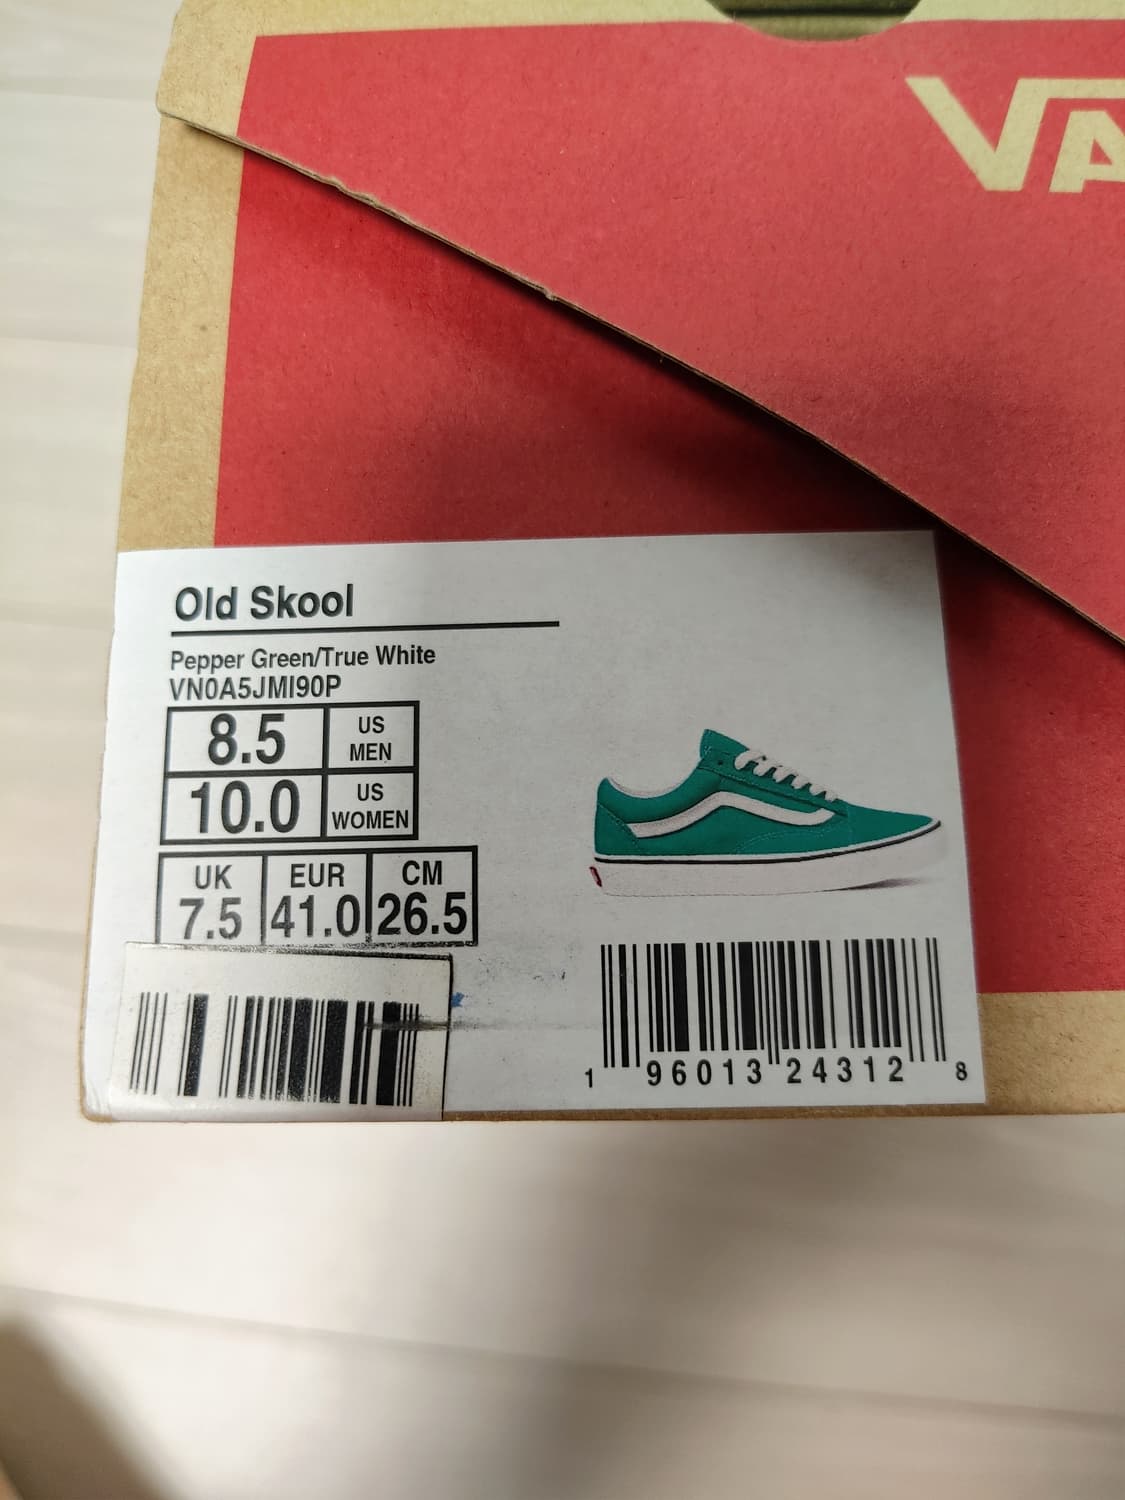 VA
Old Skool
Pepper Green/True White
VN0A5JMI90P
8.5 US MEN
10.0 US WOMEN
UK EUR CM
7.5 41.0 26.5
1 96013 24312 8